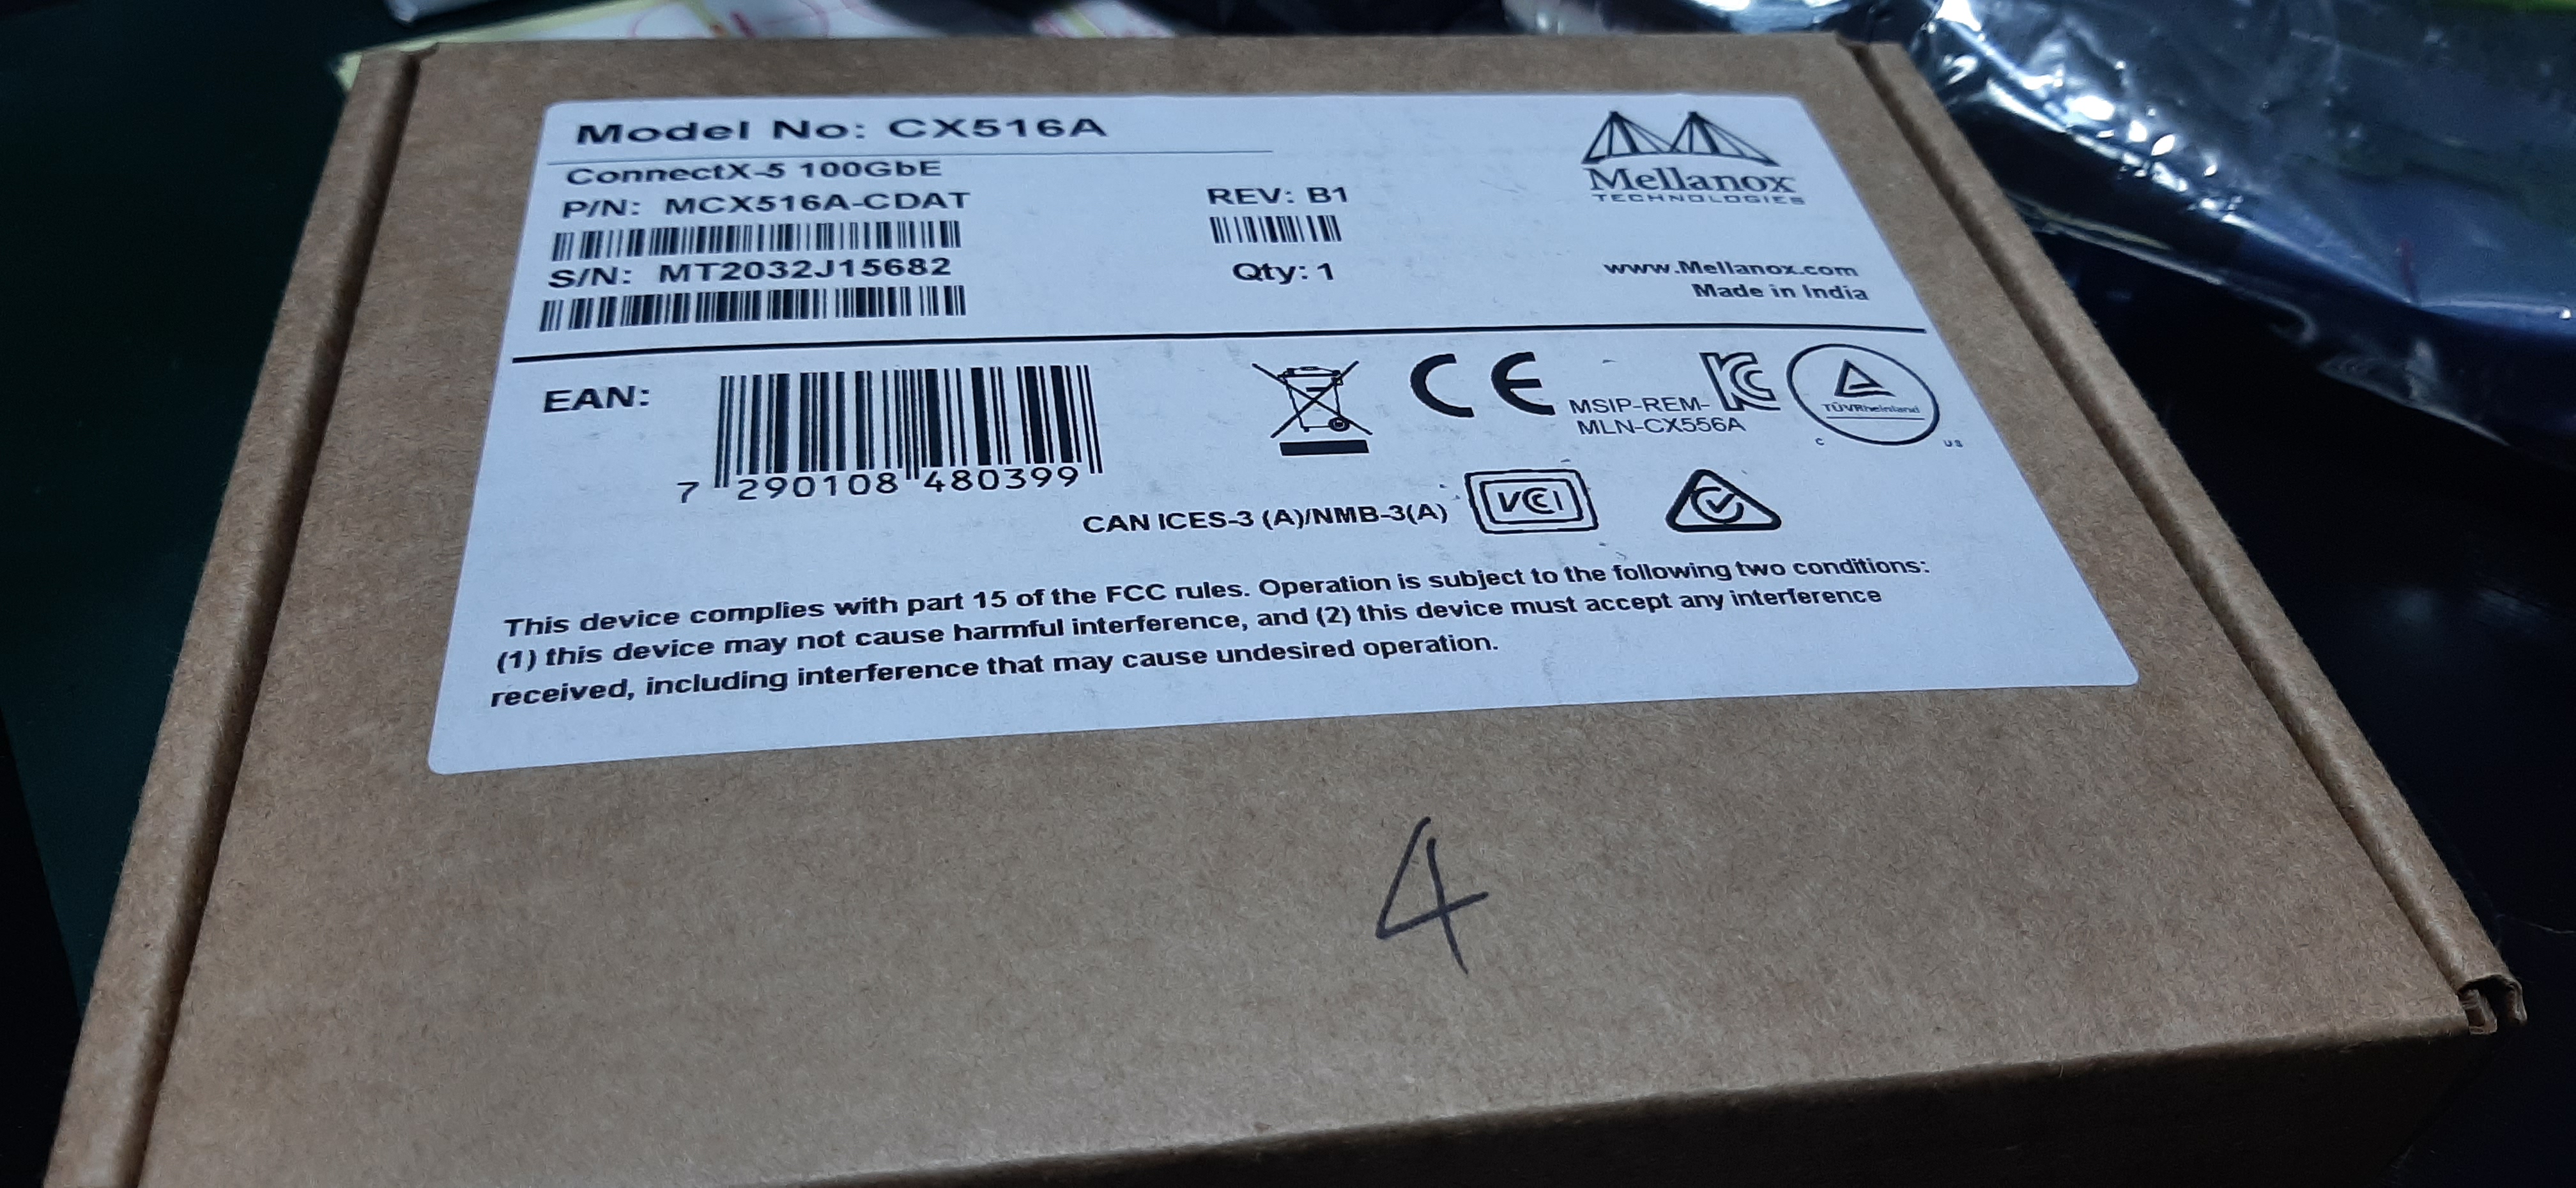 Model No: CX516A
ConnectX-5 100GbE
P/N: MCX516A-CDAT
REV: B1
S/N: MT2032J15682
Qty: 1
Mellanox
TECHNOLOGIES
www.Mellanox.com
Made in India
EAN:
7 290108 480399
CE
MSIP-REM-
MLN-CX556A
TÜVRheinland
C US
CAN ICES-3 (A)/NMB-3(A)
VCI
This device complies with part 15 of the FCC rules. Operation is subject to the following two conditions:
(1) this device may not cause harmful interference, and (2) this device must accept any interference
received, including interference that may cause undesired operation.
4